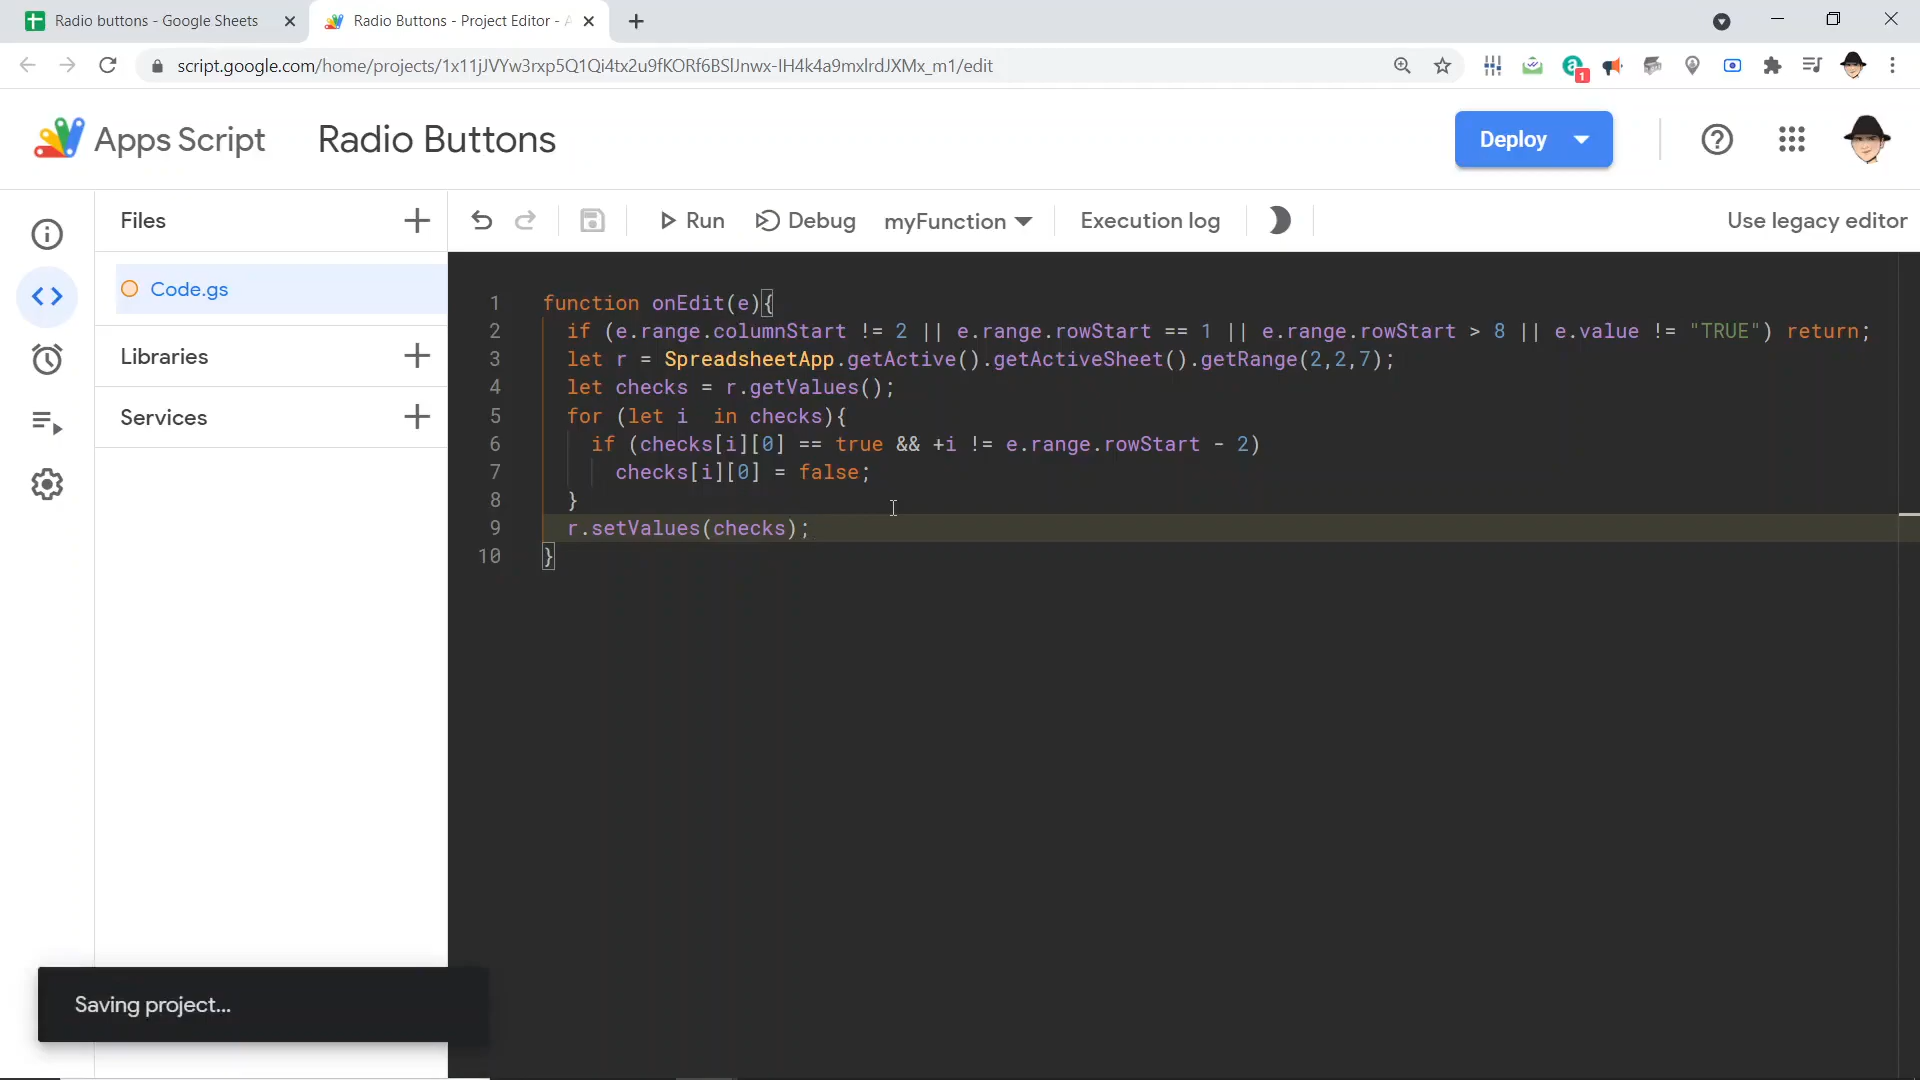 Radio buttons - Google Sheets
Radio Buttons - Project Editor - A
script.google.com/home/projects/1x11jJVYw3rxp5Q1Qi4tx2u9fKORf6BSlJnwx-IH4k4a9mxlrdJXMx_m1/edit
1
Apps Script
Radio Buttons
Deploy
Files
Run
Debug
myFunction
Execution log
Use legacy editor
Code.gs
Libraries
Services
1 function onEdit(e){
2 if (e.range.columnStart != 2 || e.range.rowStart == 1 || e.range.rowStart > 8 || e.value != "TRUE") return;
3 let r = SpreadsheetApp.getActive().getActiveSheet().getRange(2,2,7);
4 let checks = r.getValues();
5 for (let i  in checks){
6 if (checks[i][0] == true && +i != e.range.rowStart - 2)
7 checks[i][0] = false;
8 }
9 r.setValues(checks);
10 }
Saving project...